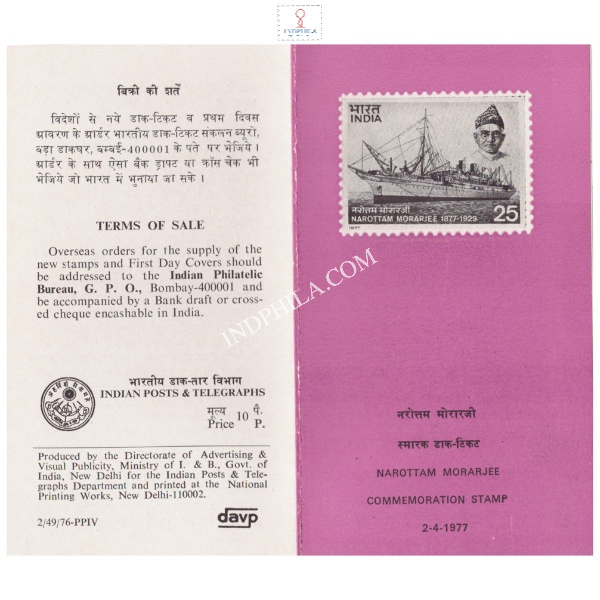 INDPHILA
बिक्री की शर्तें
विदेशों से नये डाक-टिकट व प्रथम दिवस
आवरण के आर्डर भारतीय डाक-टिकट संकलन ब्यूरो,
बड़ा डाकघर, बम्बई-400001 के पते पर भेजिये।
आर्डर के साथ ऐसा बैंक ड्राफ्ट या क्रॉस चेक भी
भेजिये जो भारत में भुनाया जा सके।
TERMS OF SALE
Overseas orders for the supply of the
new stamps and First Day Covers should
be addressed to the Indian Philatelic
Bureau, G. P. O., Bombay-400001 and
be accompanied by a Bank draft or cross-
ed cheque encashable in India.
भारतीय डाक-तार विभाग
INDIAN POSTS & TELEGRAPHS
मूल्य 10 पै.
Price P.
Produced by the Directorate of Advertising &
Visual Publicity, Ministry of I. & B., Govt. of
India, New Delhi for the Indian Posts & Tele-
graphs Department and printed at the National
Printing Works, New Delhi-110002.
2/49/76-PPIV
davp
भारत
INDIA
नरोत्तम मोरारजी
NAROTTAM MORARJEE 1877-1929
25
1977
INDPHILA.COM
नरोत्तम मोरारजी
स्मारक डाक-टिकट
NAROTTAM MORARJEE
COMMEMORATION STAMP
2-4-1977